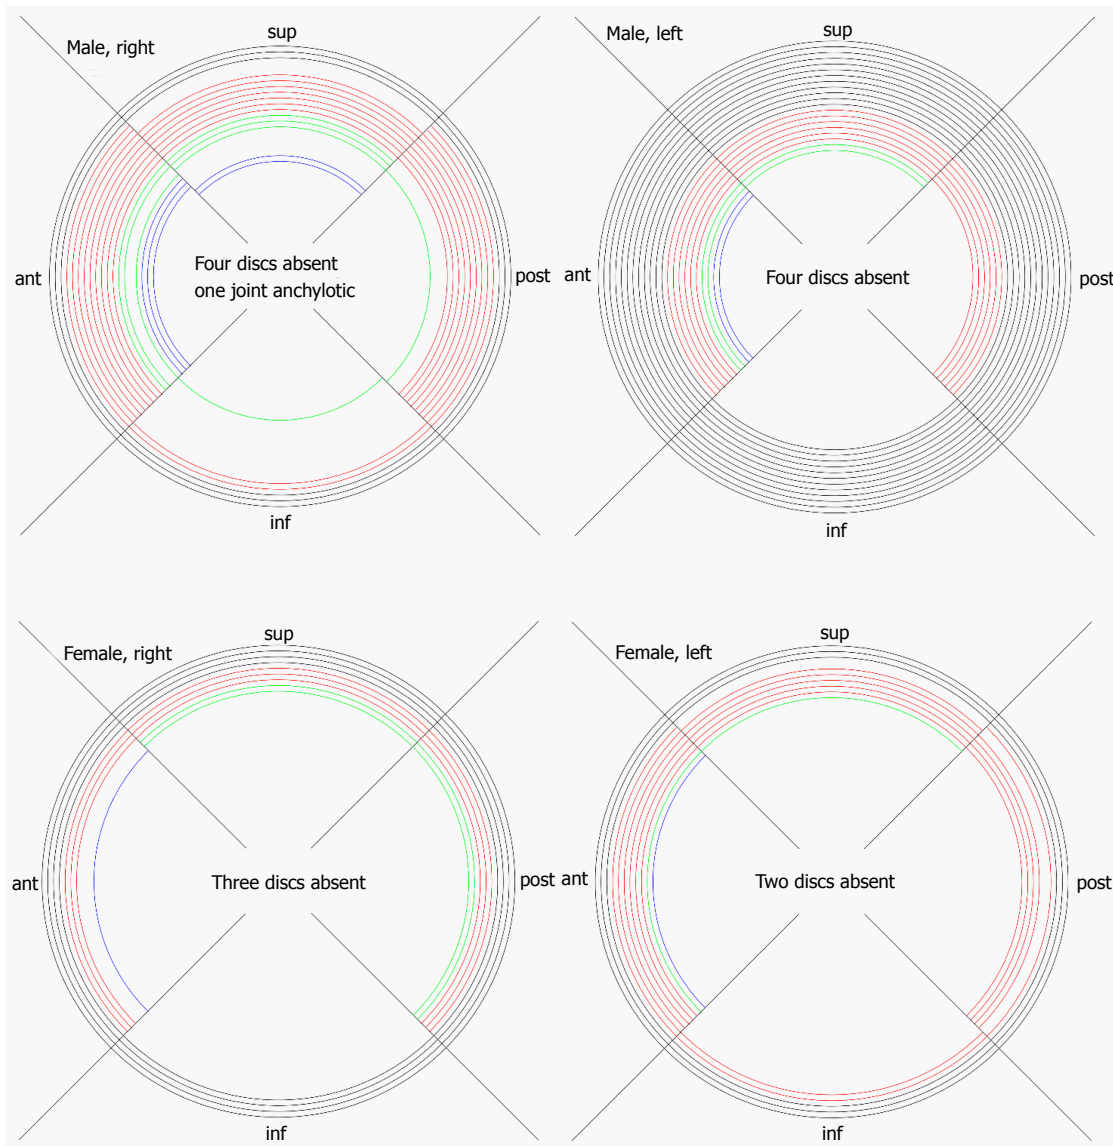 Male, right
sup
ant
Four discs absent
one joint anchylotic
post
inf
Male, left
sup
ant
Four discs absent
post
inf
Female, right
sup
ant
Three discs absent
post
inf
Female, left
sup
ant
Two discs absent
post
inf